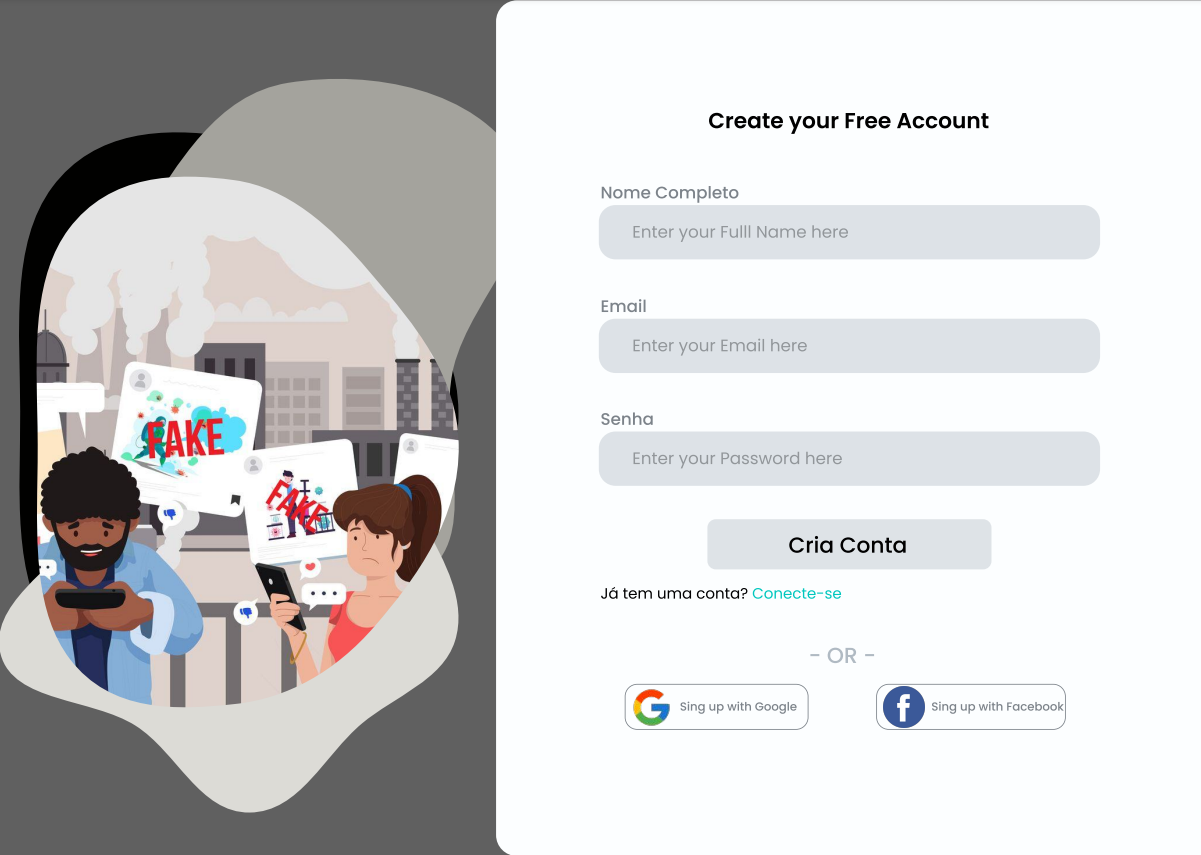 Create your Free Account
Nome Completo
Enter your Fulll Name here
Email
Enter your Email here
Senha
Enter your Password here
Cria Conta
Já tem uma conta? Conecte-se
- OR -
Sing up with Google
Sing up with Facebook
FAKE
FAKE